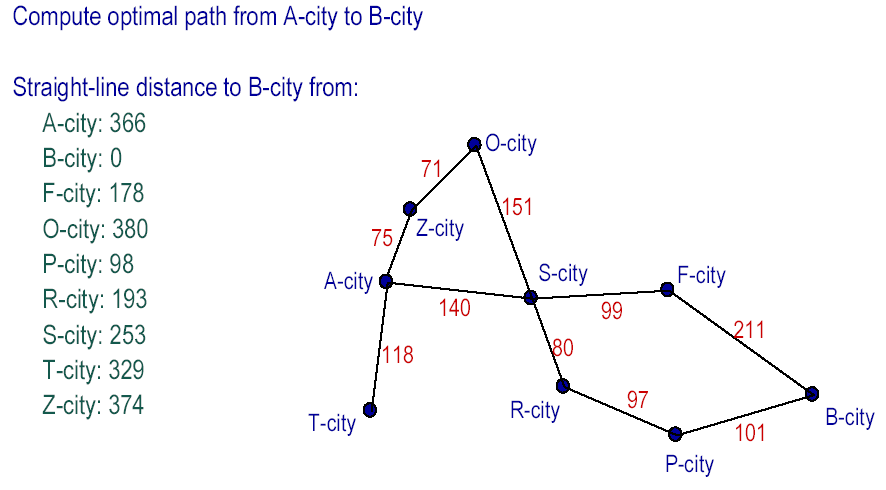 Compute optimal path from A-city to B-city
Straight-line distance to B-city from:
A-city: 366
B-city: 0
F-city: 178
O-city: 380
P-city: 98
R-city: 193
S-city: 253
T-city: 329
Z-city: 374
O-city
71
151
Z-city
75
A-city
S-city
F-city
140
99
211
118
80
R-city
97
T-city
101
B-city
P-city